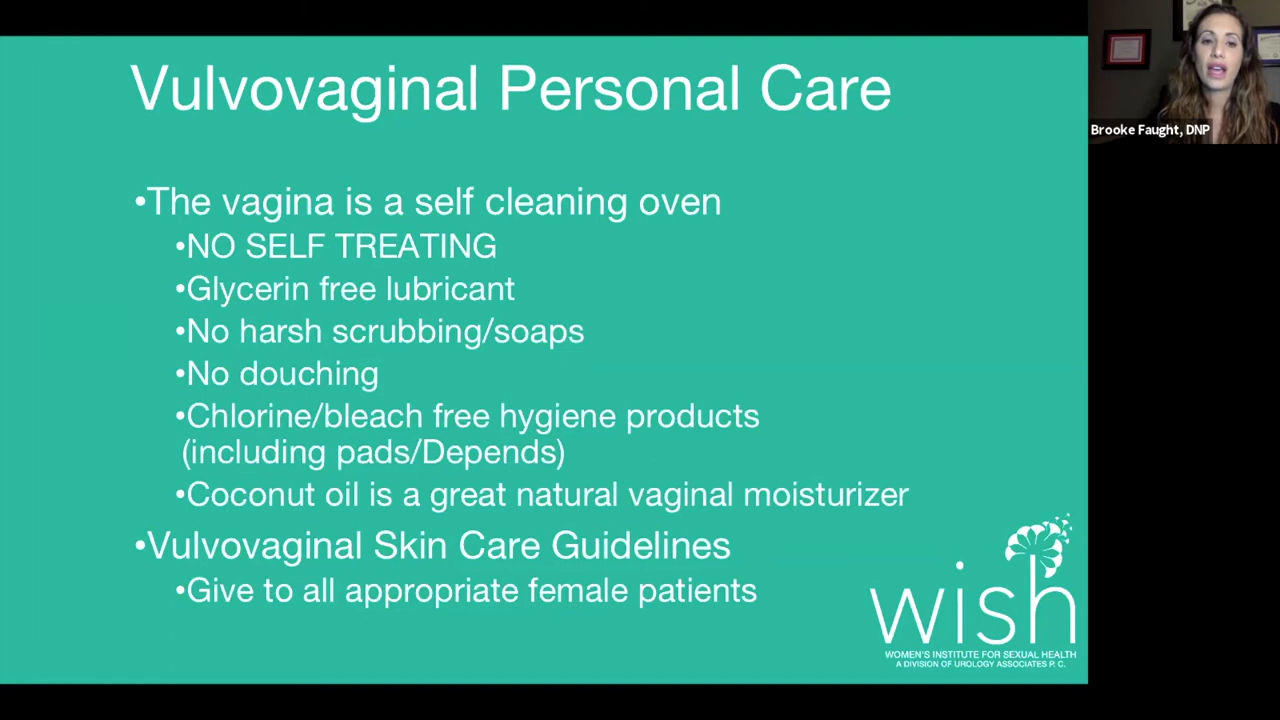 Vulvovaginal Personal Care
•The vagina is a self cleaning oven
•NO SELF TREATING
•Glycerin free lubricant
•No harsh scrubbing/soaps
•No douching
•Chlorine/bleach free hygiene products
(including pads/Depends)
•Coconut oil is a great natural vaginal moisturizer
•Vulvovaginal Skin Care Guidelines
•Give to all appropriate female patients
wish
WOMEN'S INSTITUTE FOR SEXUAL HEALTH
A DIVISION OF UROLOGY ASSOCIATES P. C.
Brooke Faught, DNP